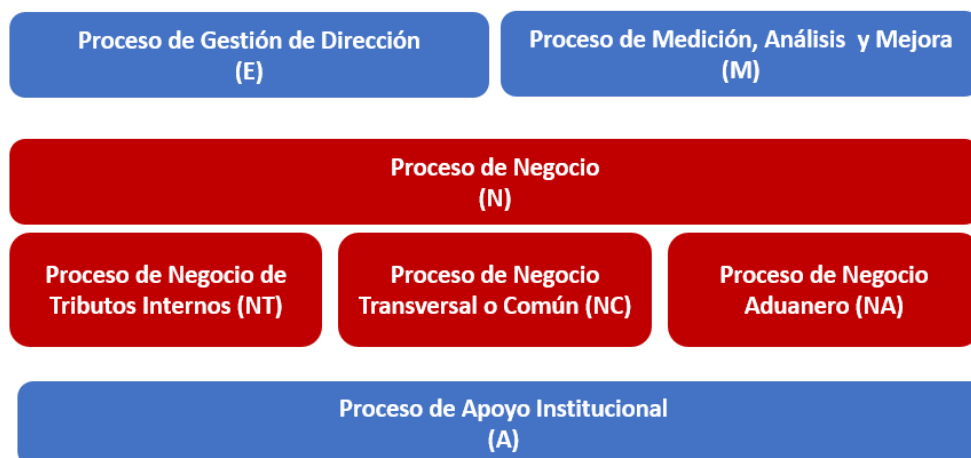 Proceso de Gestión de Dirección
(E)
Proceso de Medición, Análisis y Mejora
(M)
Proceso de Negocio
(N)
Proceso de Negocio de
Tributos Internos (NT)
Proceso de Negocio
Transversal o Común (NC)
Proceso de Negocio
Aduanero (NA)
Proceso de Apoyo Institucional
(A)